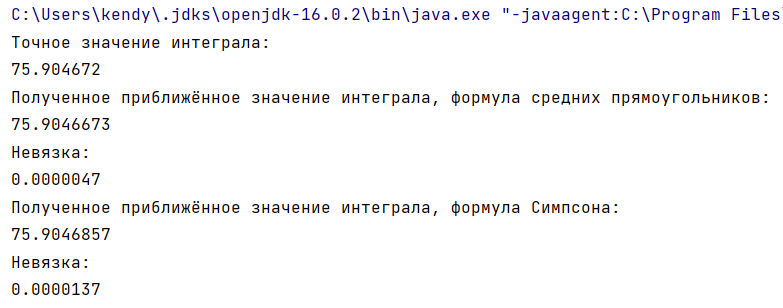 C:\Users\kendy\.jdks\openjdk-16.0.2\bin\java.exe "-javaagent:C:\Program Files
Точное значение интеграла:
75.904672
Полученное приближённое значение интеграла, формула средних прямоугольников:
75.9046673
Невязка:
0.0000047
Полученное приближённое значение интеграла, формула Симпсона:
75.9046857
Невязка:
0.0000137